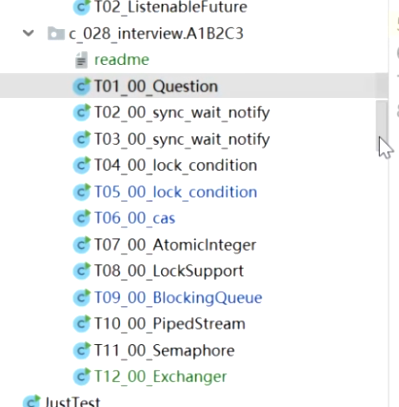 T02_ListenableFuture
c_028_interview.A1B2C3
readme
T01_00_Question
T02_00_sync_wait_notify
T03_00_sync_wait_notify
T04_00_lock_condition
T05_00_lock_condition
T06_00_cas
T07_00_AtomicInteger
T08_00_LockSupport
T09_00_BlockingQueue
T10_00_PipedStream
T11_00_Semaphore
T12_00_Exchanger
JustTest